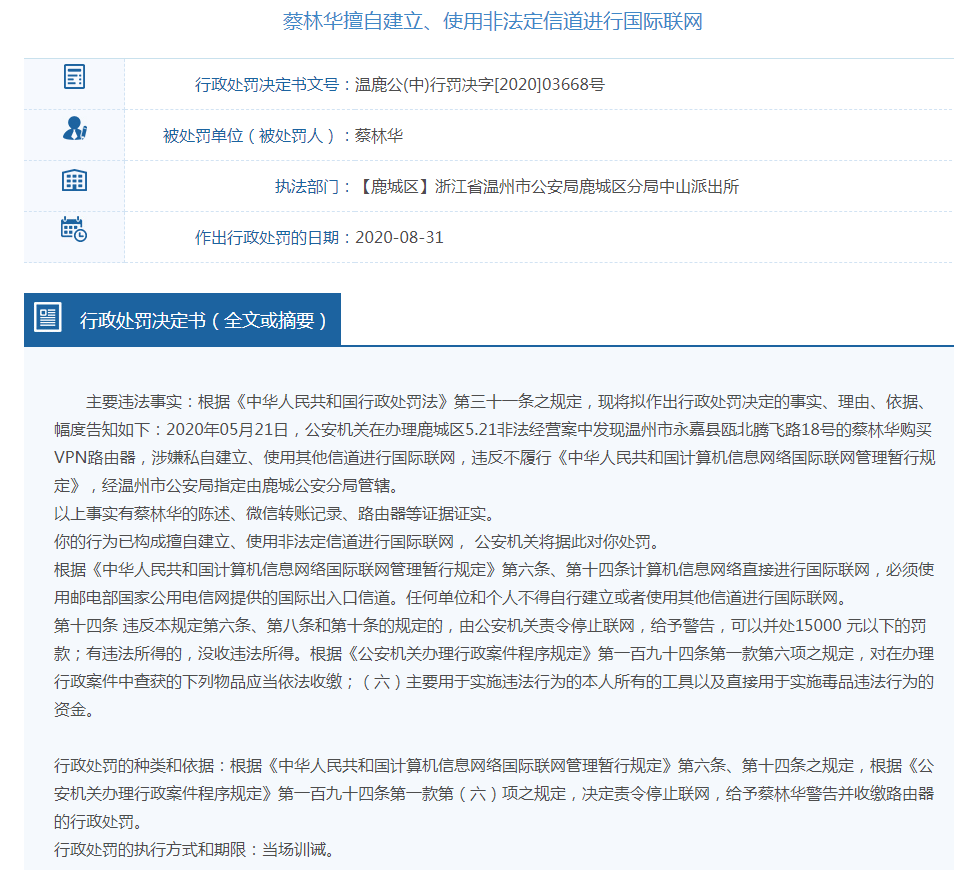 蔡林华擅自建立、使用非法定信道进行国际联网
行政处罚决定书文号：温鹿公(中)行罚决字[2020]03668号
被处罚单位（被处罚人）：蔡林华
执法部门：【鹿城区】浙江省温州市公安局鹿城区分局中山派出所
作出行政处罚的日期：2020-08-31
行政处罚决定书（全文或摘要）
主要违法事实：根据《中华人民共和国行政处罚法》第三十一条之规定，现将拟作出行政处罚决定的事实、理由、依据、
幅度告知如下：2020年05月21日，公安机关在办理鹿城区5.21非法经营案中发现温州市永嘉县瓯北腾飞路18号的蔡林华购买
VPN路由器，涉嫌私自建立、使用其他信道进行国际联网，违反不履行《中华人民共和国计算机信息网络国际联网管理暂行规
定》，经温州市公安局指定由鹿城公安分局管辖。
以上事实有蔡林华的陈述、微信转账记录、路由器等证据证实。
你的行为已构成擅自建立、使用非法定信道进行国际联网， 公安机关将据此对你处罚。
根据《中华人民共和国计算机信息网络国际联网管理暂行规定》第六条、第十四条计算机信息网络直接进行国际联网，必须使
用邮电部国家公用电信网提供的国际出入口信道。任何单位和个人不得自行建立或者使用其他信道进行国际联网。
第十四条 违反本规定第六条、第八条和第十条的规定的，由公安机关责令停止联网，给予警告，可以并处15000 元以下的罚
款；有违法所得的，没收违法所得。根据《公安机关办理行政案件程序规定》第一百九十四条第一款第六项之规定，对在办理
行政案件中查获的下列物品应当依法收缴；（六）主要用于实施违法行为的本人所有的工具以及直接用于实施毒品违法行为的
资金。
行政处罚的种类和依据：根据《中华人民共和国计算机信息网络国际联网管理暂行规定》第六条、第十四条之规定，根据《公
安机关办理行政案件程序规定》第一百九十四条第一款第（六）项之规定，决定责令停止联网，给予蔡林华警告并收缴路由器
的行政处罚。
行政处罚的执行方式和期限：当场训诫。